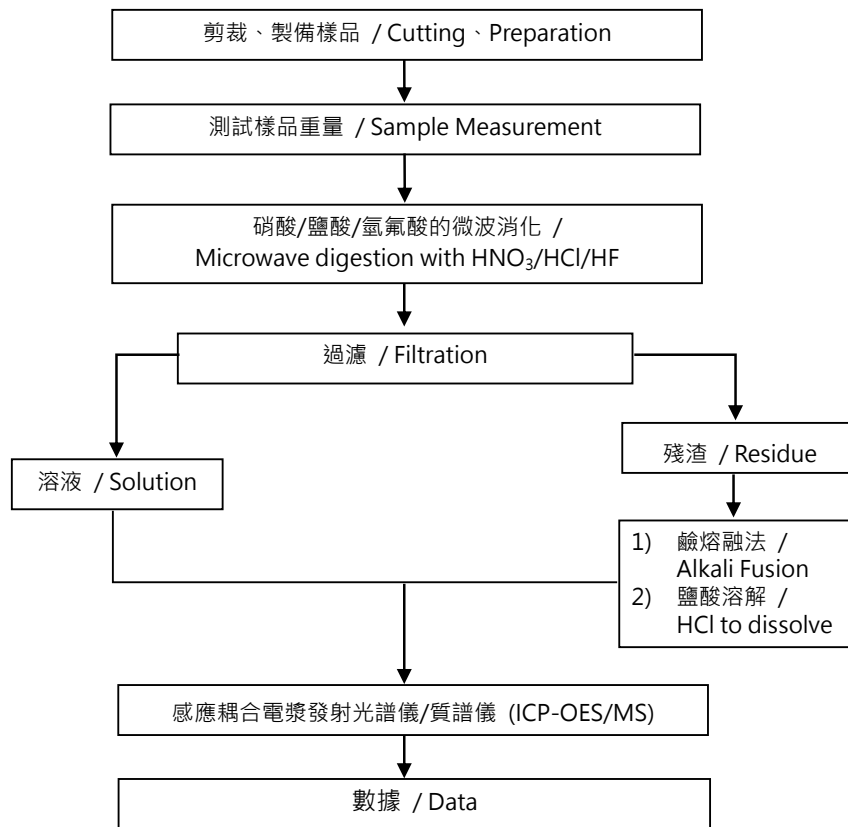 剪裁、製備樣品 / Cutting、Preparation
測試樣品重量 / Sample Measurement
硝酸/鹽酸/氫氟酸的微波消化 /
Microwave digestion with HNO₃/HCl/HF
過濾 / Filtration
溶液 / Solution
殘渣 / Residue
1) 鹼熔融法 /
Alkali Fusion
2) 鹽酸溶解 /
HCl to dissolve
感應耦合電漿發射光譜儀/質譜儀 (ICP-OES/MS)
數據 / Data